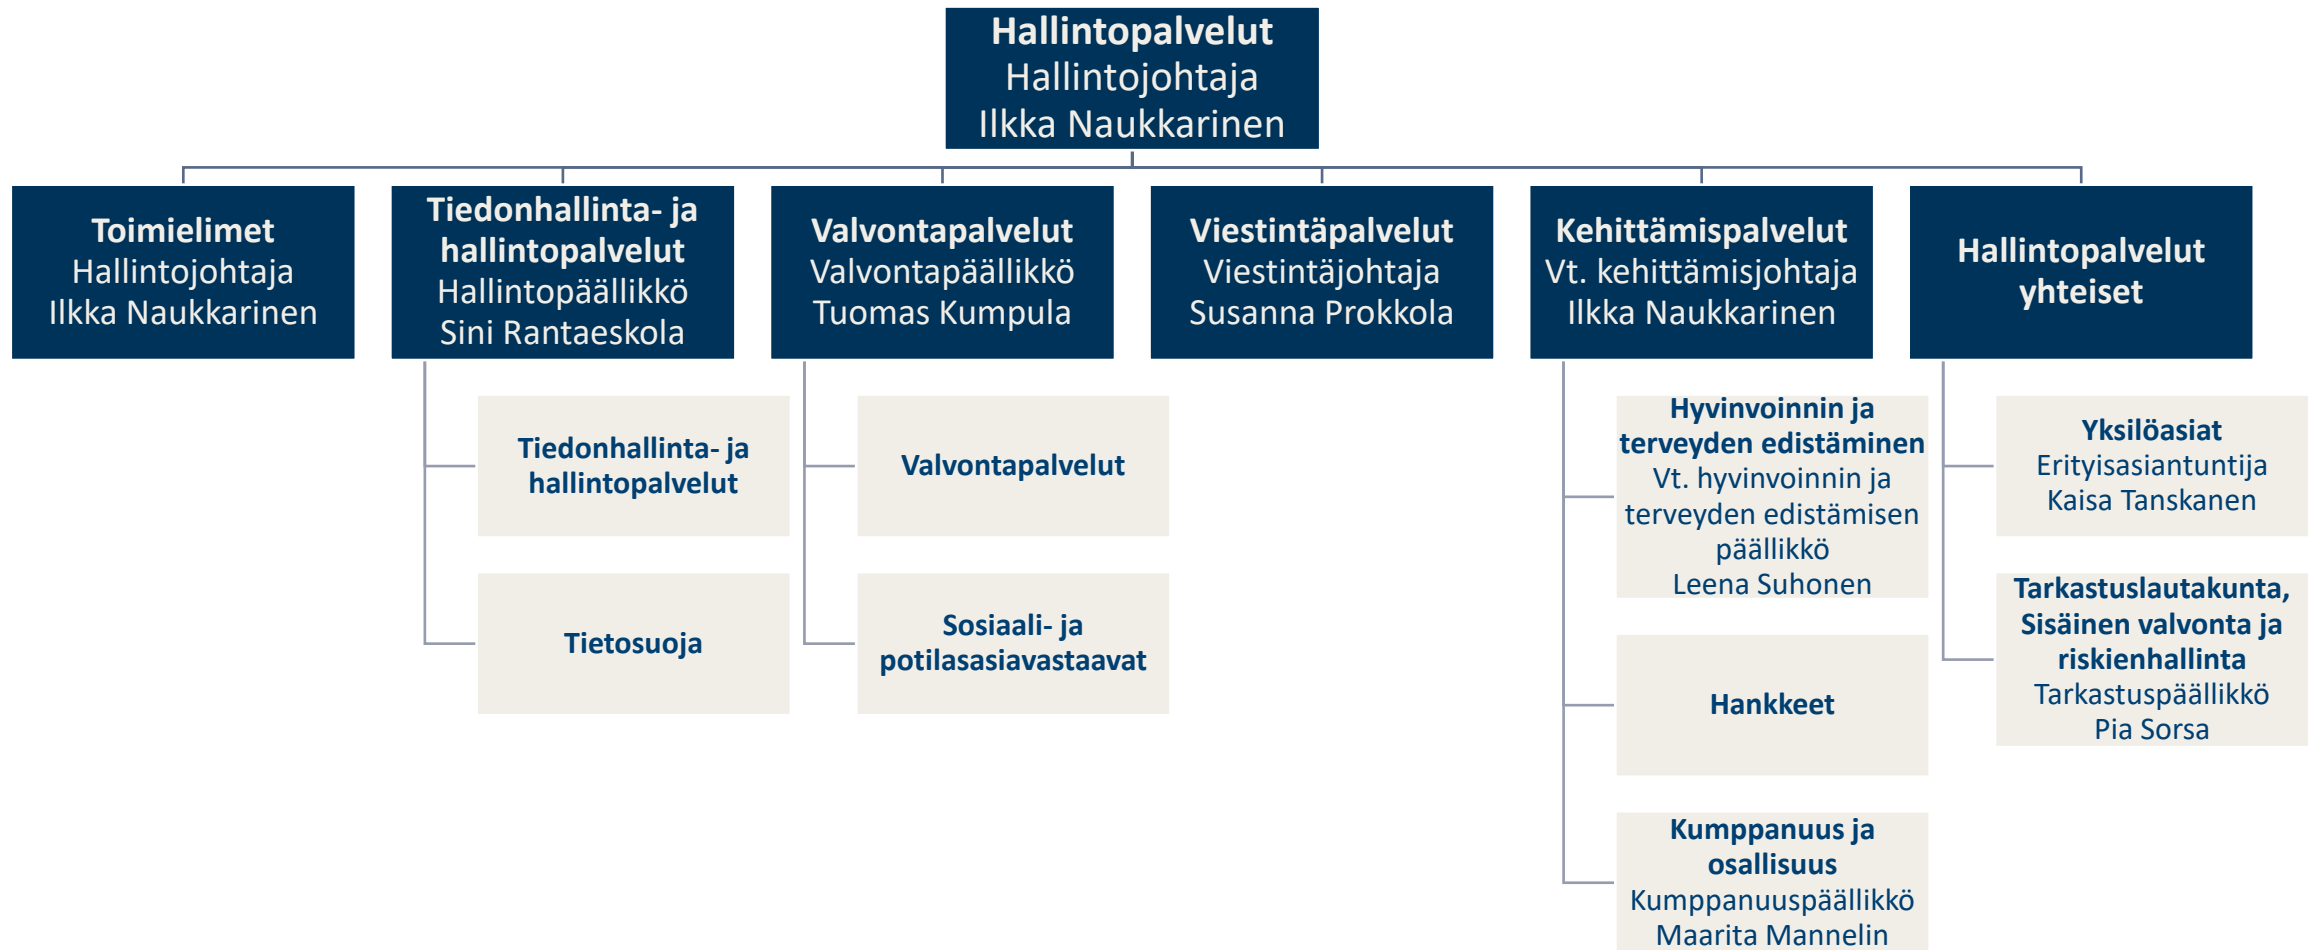 Hallintopalvelut
Hallintojohtaja
Ilkka Naukkarinen
Toimielimet
Hallintojohtaja
Ilkka Naukkarinen
Tiedonhallinta- ja
hallintopalvelut
Hallintopäällikkö
Sini Rantaeskola
Valvontapalvelut
Valvontapäällikkö
Tuomas Kumpula
Viestintäpalvelut
Viestintäjohtaja
Susanna Prokkola
Kehittämispalvelut
Vt. kehittämisjohtaja
Ilkka Naukkarinen
Hallintopalvelut
yhteiset
Tiedonhallinta- ja
hallintopalvelut
Tietosuoja
Valvontapalvelut
Sosiaali- ja
potilasasiavastaavat
Hyvinvoinnin ja
terveyden edistäminen
Vt. hyvinvoinnin ja
terveyden edistämisen
päällikkö
Leena Suhonen
Hankkeet
Kumppanuus ja
osallisuus
Kumppanuuspäällikkö
Maarita Mannelin
Yksilöasiat
Erityisasiantuntija
Kaisa Tanskanen
Tarkastuslautakunta,
Sisäinen valvonta ja
riskienhallinta
Tarkastuspäällikkö
Pia Sorsa